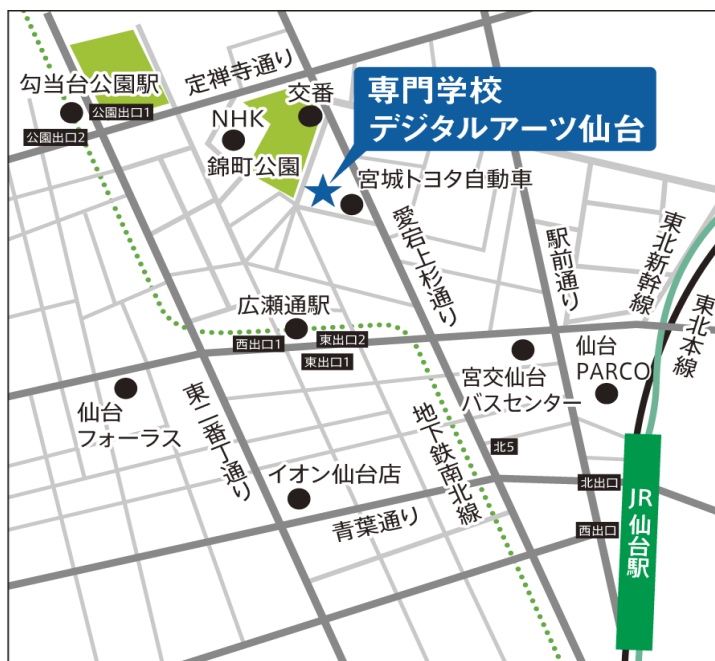 専門学校
デジタルアーツ仙台
定禅寺通り
交番
勾当台公園駅
公園出口1
公園出口2
NHK
錦町公園
宮城トヨタ自動車
愛宕上杉通り
駅前通り
東北新幹線
東北本線
広瀬通駅
西出口1
東出口2
東出口1
宮交仙台
バスセンター
仙台
PARCO
仙台
フォーラス
東二番丁通り
地下鉄南北線
北5
イオン仙台店
青葉通り
北出口
西出口
JR仙台駅